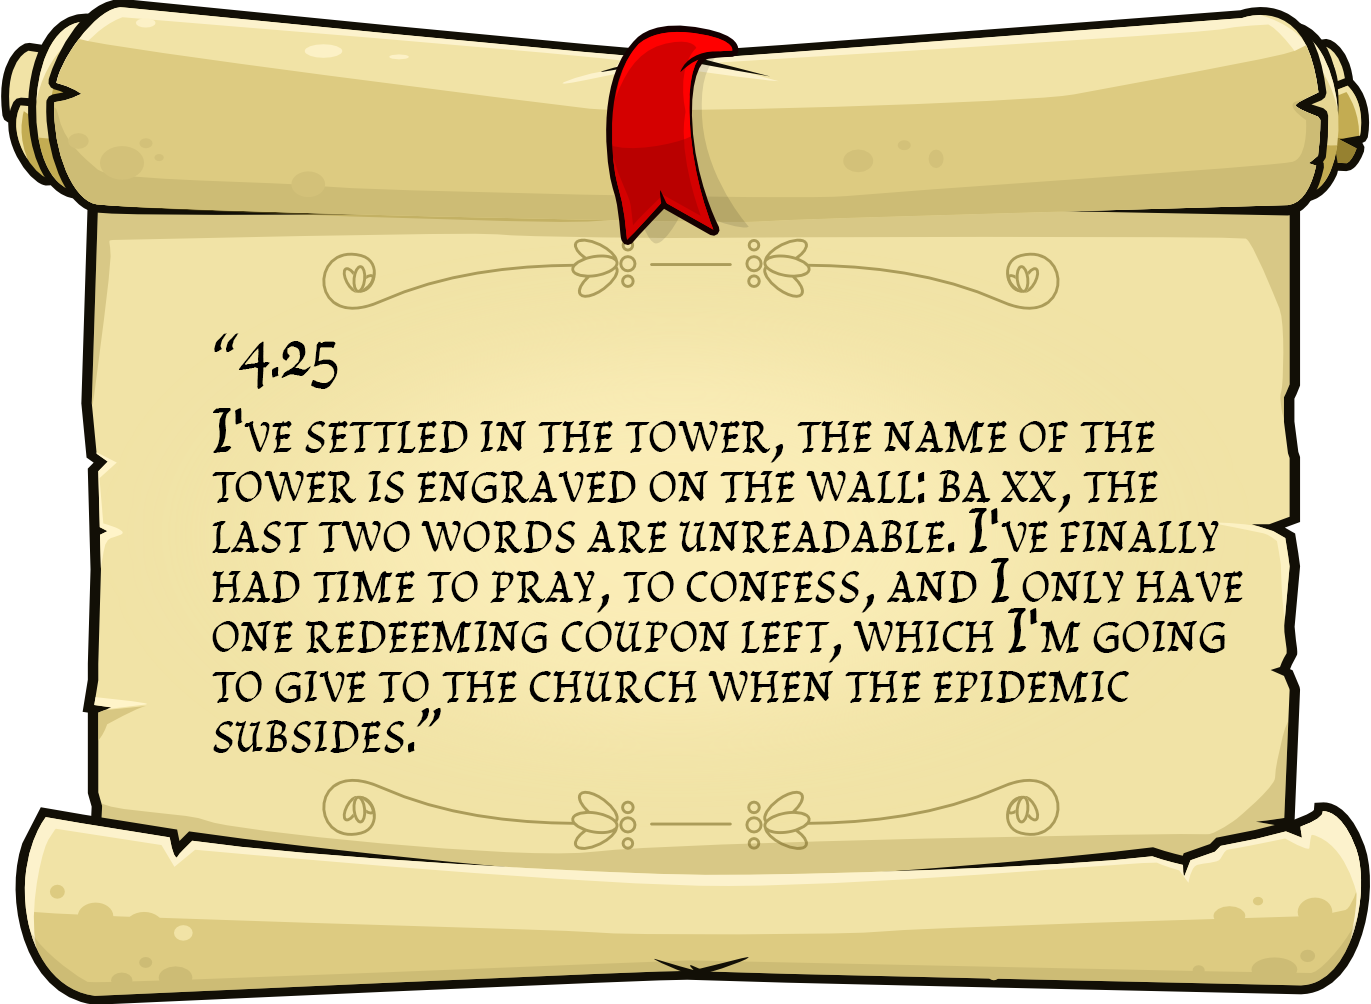 “4.25
I've settled in the tower, the name of the
tower is engraved on the wall: Ba XX, the
last two words are unreadable. I've finally
had time to pray, to confess, and I only have
one redeeming coupon left, which I'm going
to give to the church when the epidemic
subsides.”